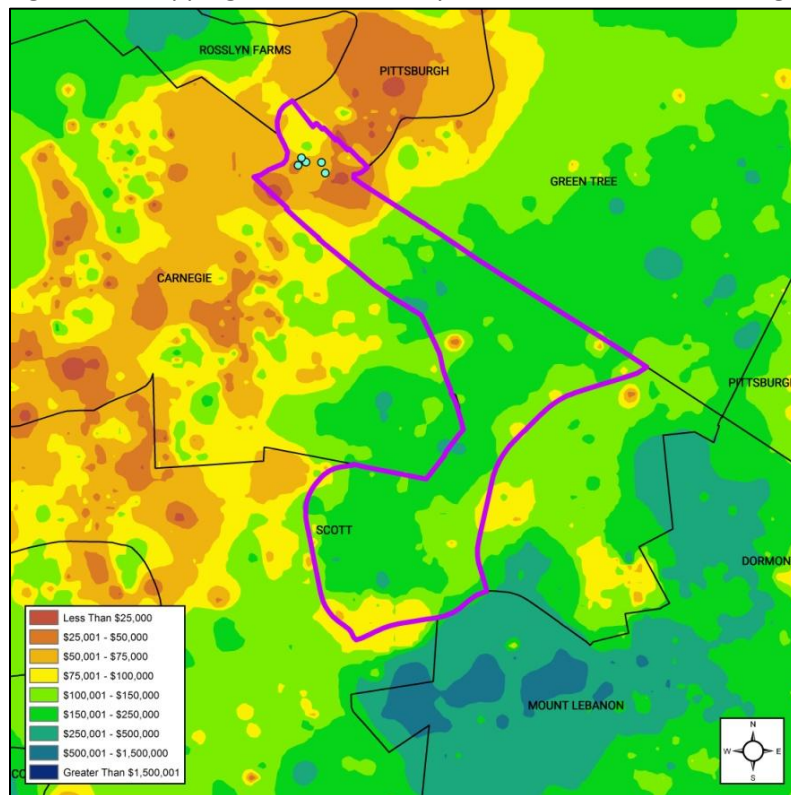 ROSSLYN FARMS
PITTSBURGH
GREEN TREE
CARNEGIE
PITTSBURGH
SCOTT
DORMON
MOUNT LEBANON
Less Than $25,000
$25,001 - $50,000
$50,001 - $75,000
$75,001 - $100,000
$100,001 - $150,000
$150,001 - $250,000
$250,001 - $500,000
$500,001 - $1,500,000
Greater Than $1,500,001
CO
N
W E
S